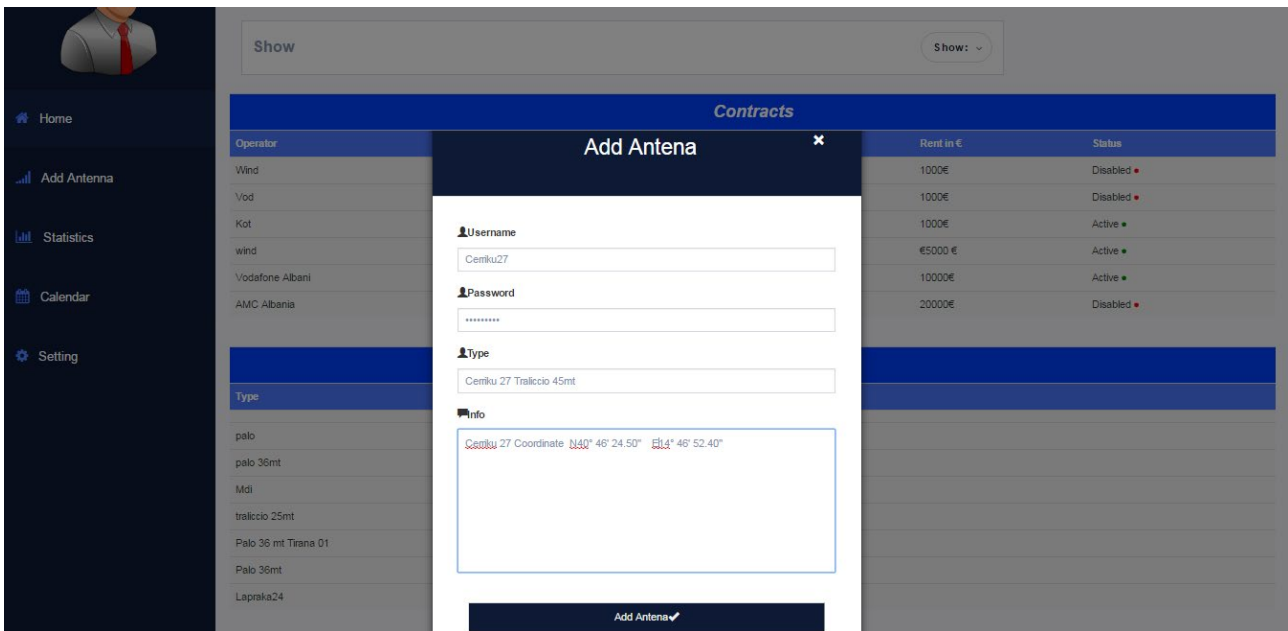 Show
Show:
Home
Add Antenna
Statistics
Calendar
Setting
Contracts
Operator Rent in € Status
Wind 1000€ Disabled
Vod 1000€ Disabled
Kot 1000€ Active
wind €5000 € Active
Vodafone Albani 10000€ Active
AMC Albania 20000€ Disabled
Type
palo
palo 36mt
Mdi
traliccio 25mt
Palo 36 mt Tirana 01
Palo 36mt
Lapraka24
Add Antena
Username
Cerriku27
Password
•••••••••
Type
Cerriku 27 Traliccio 45mt
Info
Cerriku 27 Coordinate N40° 46' 24.50" E14° 46' 52.40"
Add Antena